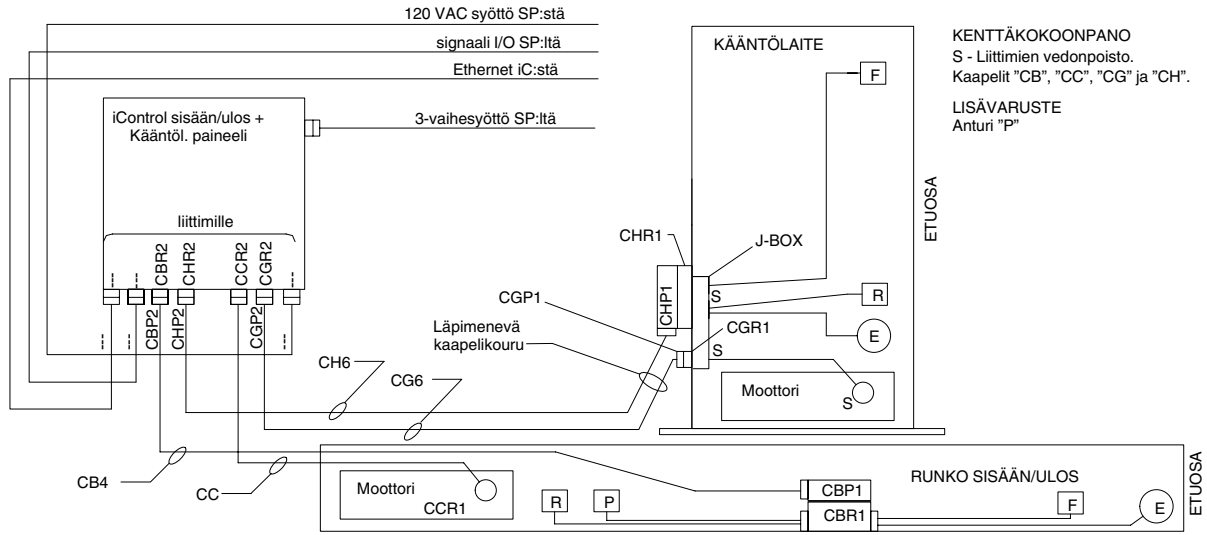 120 VAC syöttö SP:stä
signaali I/O SP:ltä
Ethernet iC:stä
3-vaihesyöttö SP:ltä
iControl sisään/ulos +
Kääntöl. paineeli
liittimille
CBR2
CHR2
CCR2
CGR2
CBP2
CHP2
CGP2
KÄÄNTÖLAITE
F
R
E
S
S
Moottori
S
ETUOSA
KENTTÄKOKOONPANO
S - Liittimien vedonpoisto.
Kaapelit "CB", "CC", "CG" ja "CH".
LISÄVARUSTE
Anturi "P"
CHR1
J-BOX
CHP1
CGP1
CGR1
Läpimenevä
kaapelikouru
CH6
CG6
CB4
CC
Moottori
CCR1
R
P
CBP1
CBR1
RUNKO SISÄÄN/ULOS
F
E
ETUOSA